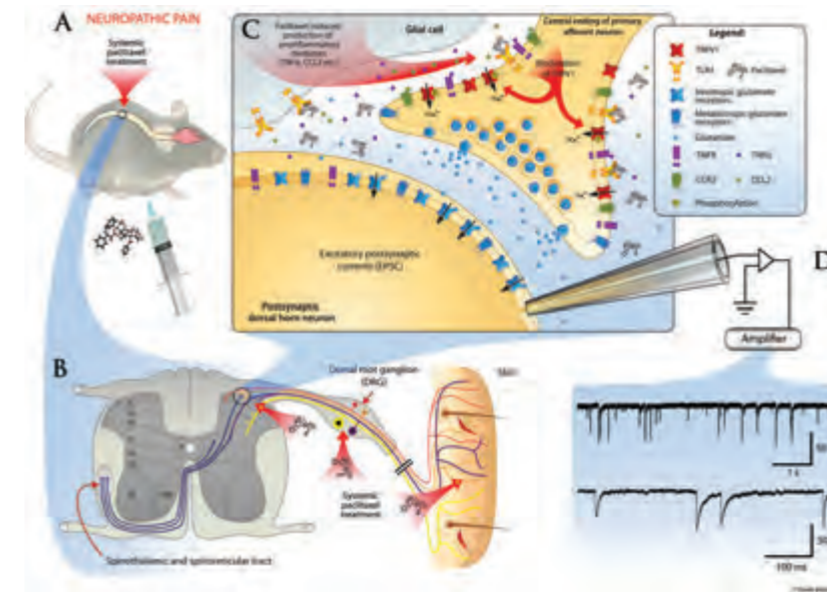 A
NEUROPATHIC PAIN
Systemic
paclitaxel
treatment
C
Paclitaxel induced
production of
proinflammatory
mediators
Glial cell
Central ending of primary
afferent neuron
of TRPV1
Excitatory postsynaptic
currents (EPSC)
Postsynaptic
dorsal horn neuron
Legend:
TRPV1
TLR4
Paclitaxel
Ionotropic glutamate
receptors
Metabotropic glutamate
receptors
Glutamate
TNFR
TNFα
CCR2
CCL2
Phosphorylation
D
Amplifier
1 s
100 ms
B
Dorsal root ganglion
(DRG)
Skin
Systemic
paclitaxel
treatment
Spinothalamic and spinoreticular tract